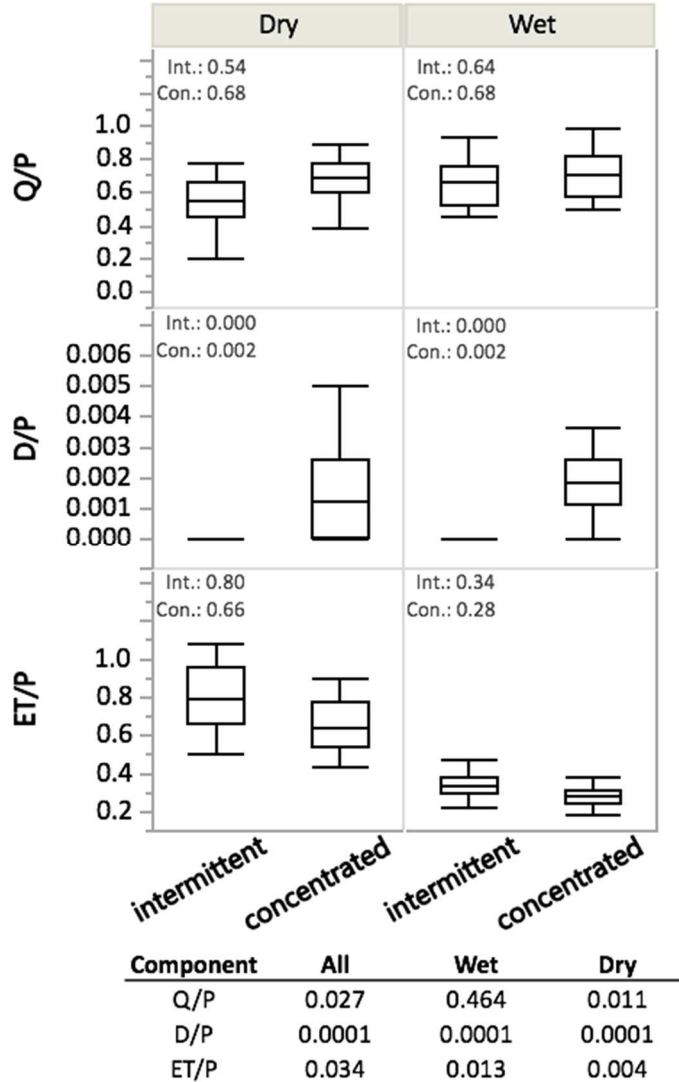 Dry Wet
Int.: 0.54 Int.: 0.64
Con.: 0.68 Con.: 0.68
Q/P
1.0
0.8
0.6
0.4
0.2
0.0
Int.: 0.000 Int.: 0.000
Con.: 0.002 Con.: 0.002
D/P
0.006
0.005
0.004
0.003
0.002
0.001
0.000
Int.: 0.80 Int.: 0.34
Con.: 0.66 Con.: 0.28
ET/P
1.0
0.8
0.6
0.4
0.2
intermittent concentrated intermittent concentrated
Component All Wet Dry
Q/P 0.027 0.464 0.011
D/P 0.0001 0.0001 0.0001
ET/P 0.034 0.013 0.004